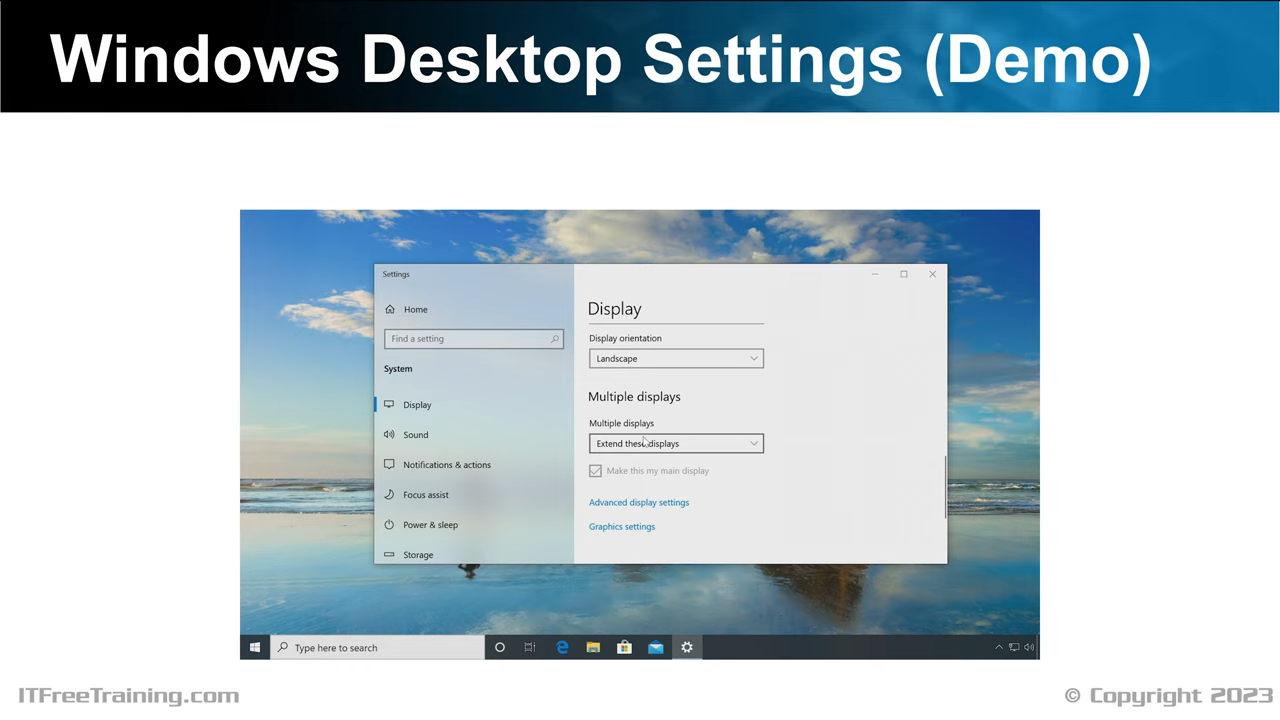 Windows Desktop Settings (Demo)
Settings
Home
Find a setting
System
Display
Sound
Notifications & actions
Focus assist
Power & sleep
Storage
Display
Display orientation
Landscape
Multiple displays
Multiple displays
Extend these displays
Make this my main display
Advanced display settings
Graphics settings
Type here to search
ITFreeTraining.com
© Copyright 2023